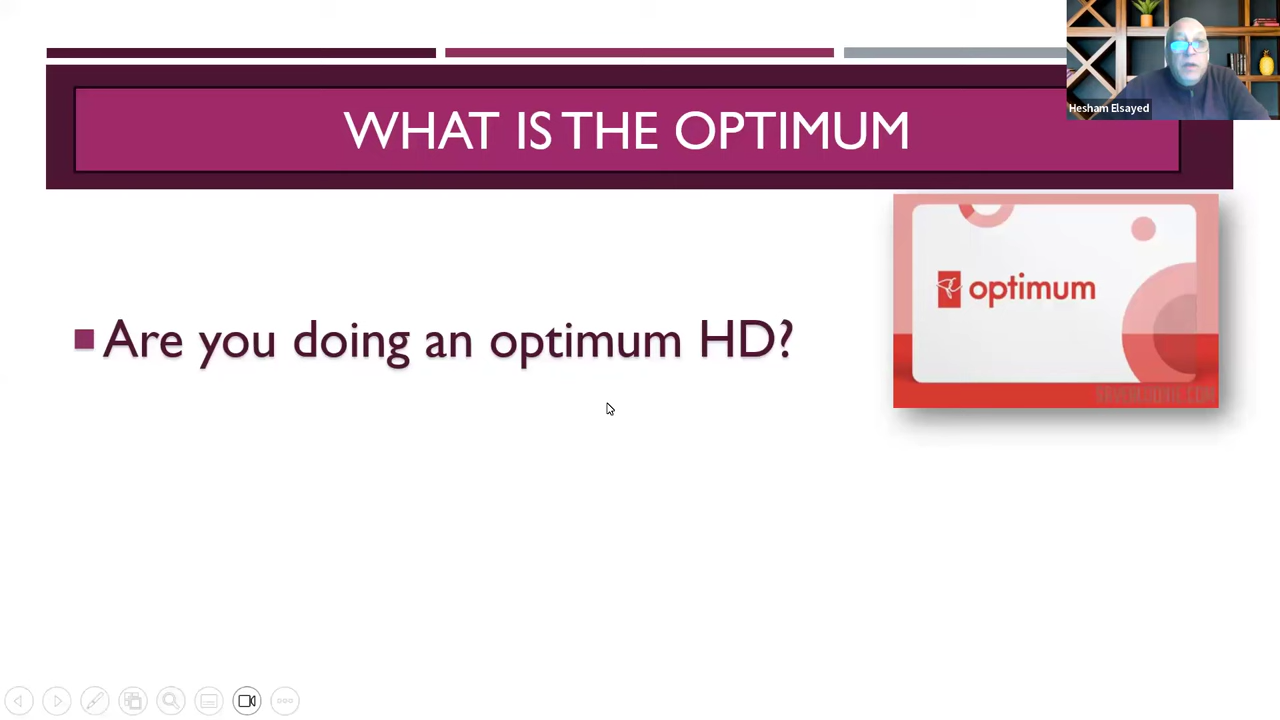 WHAT IS THE OPTIMUM
Hesham Elsayed
optimum
Are you doing an optimum HD?